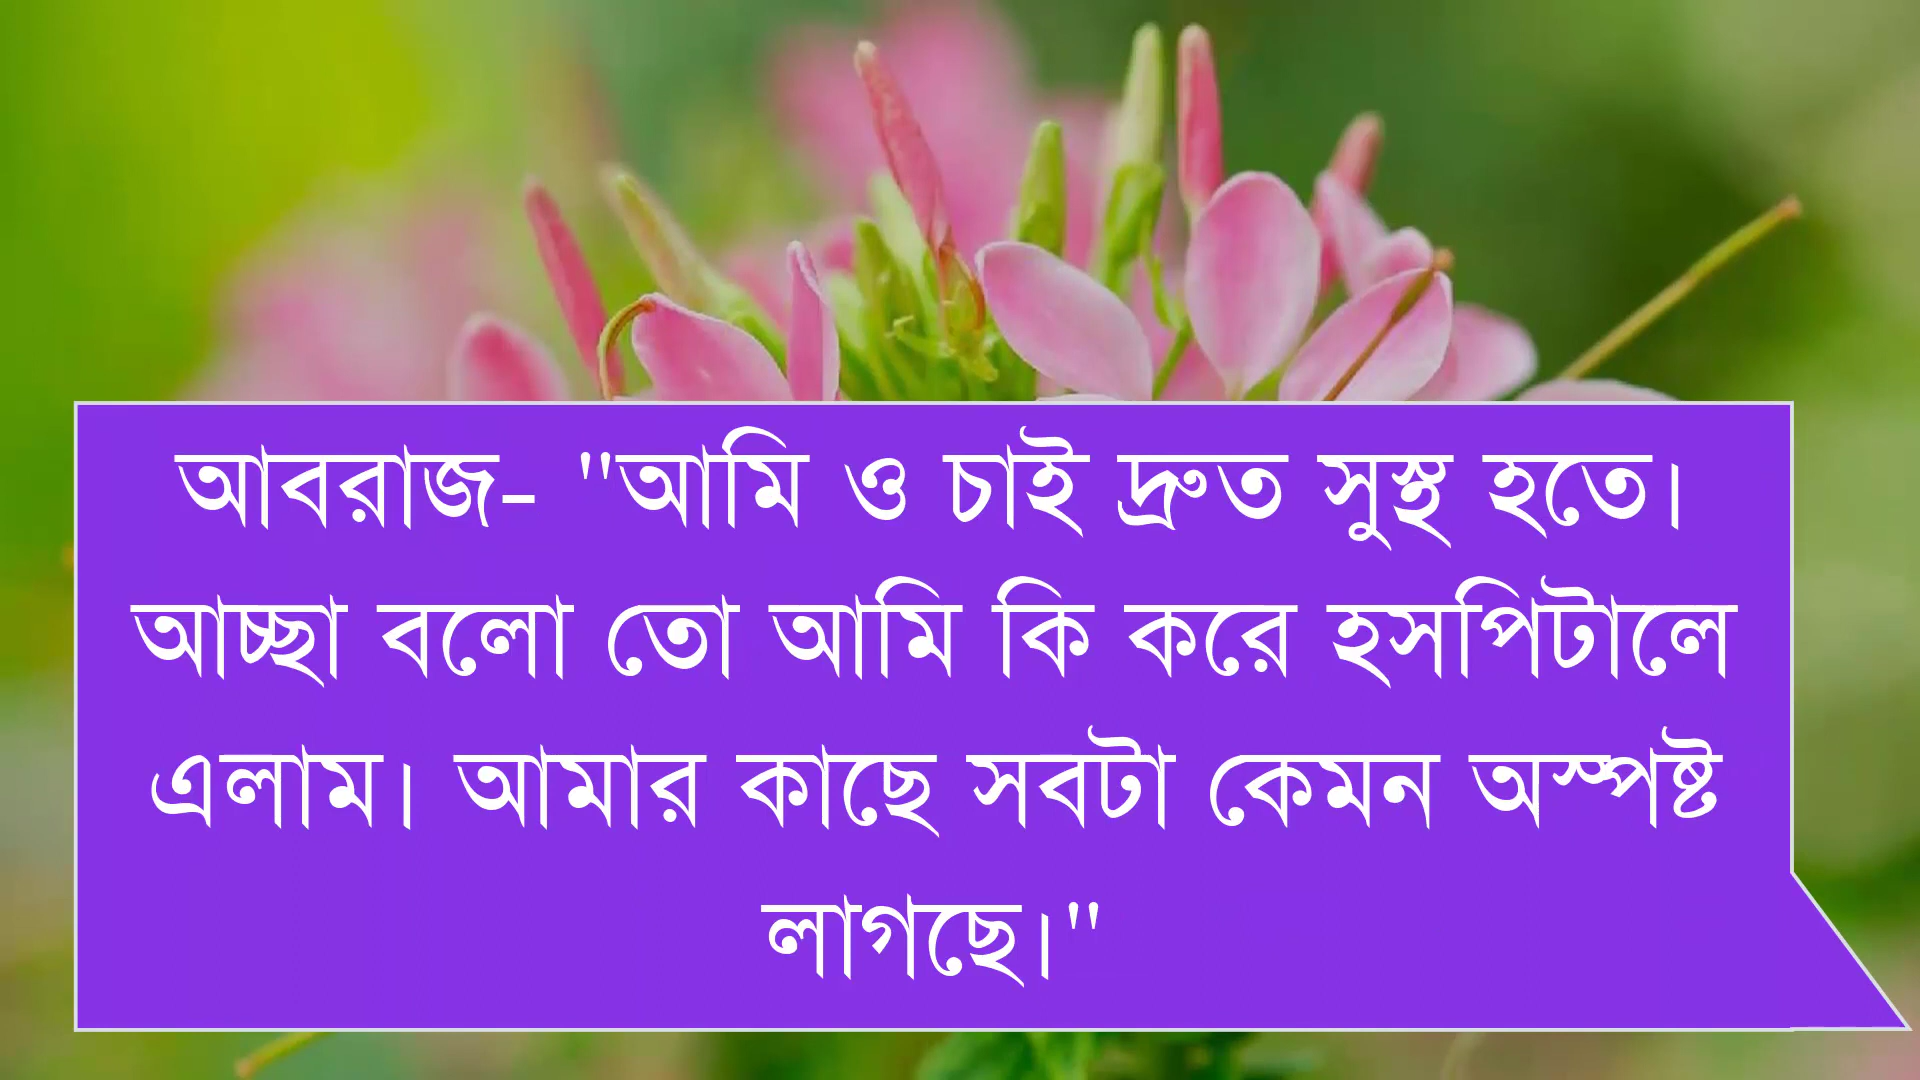 আবরাজ- "আমি ও চাই দ্রুত সুস্থ হতে।
আচ্ছা বলো তো আমি কি করে হসপিটালে
এলাম। আমার কাছে সবটা কেমন অস্পষ্ট
লাগছে।"